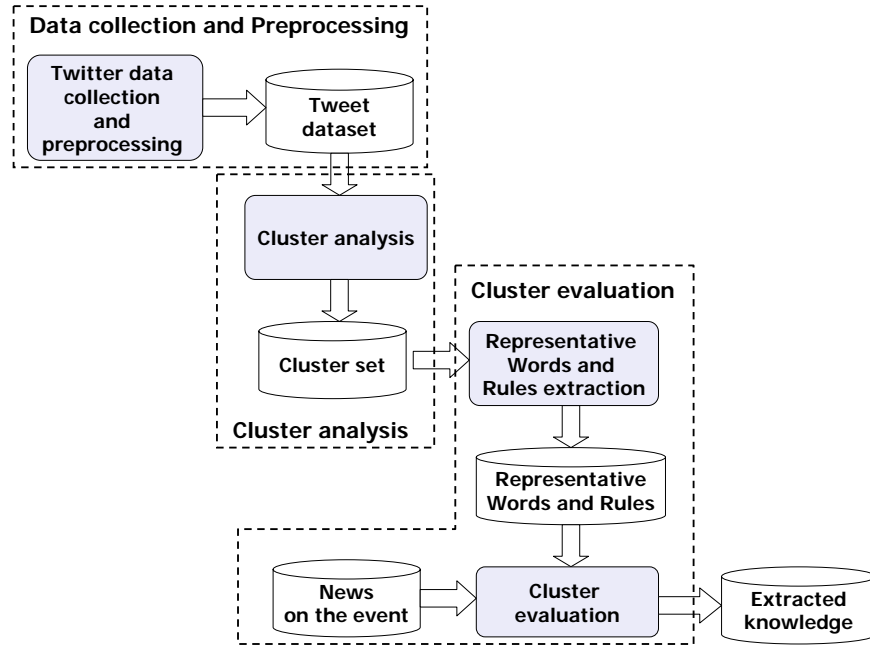 Data collection and Preprocessing
Twitter data
collection
and
preprocessing
Tweet
dataset
Cluster analysis
Cluster set
Cluster analysis
Cluster evaluation
Representative
Words and
Rules extraction
Representative
Words and Rules
News
on the event
Cluster
evaluation
Extracted
knowledge